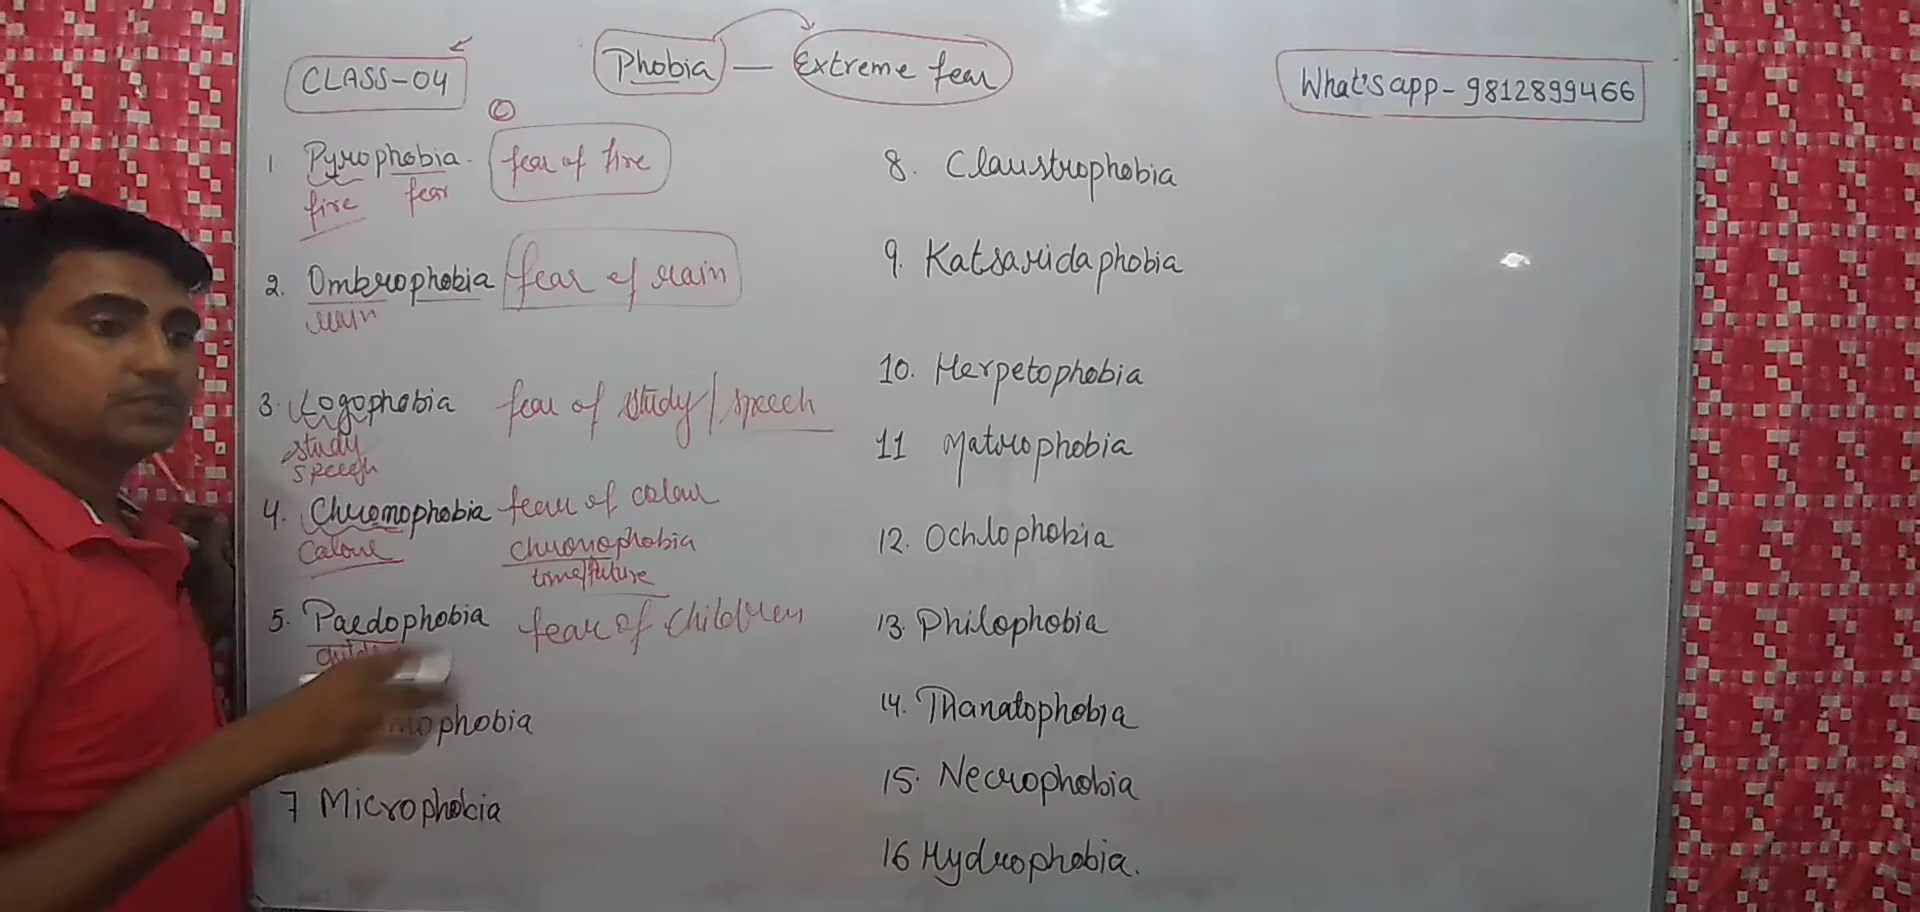 CLASS-04
Phobia — Extreme fear
What's app - 9812899466
1. Pyrophobia - fear of fire
fire fear
2. Ombrophobia fear of rain
rain
3. Logophobia fear of study/speech
study
speech
4. Chromophobia fear of colour
Coloure chronophobia
time/future
5. Paedophobia fear of children
mophobia
7 Microphobia
8. Claustrophobia
9. Katsaridaphobia
10. Herpetophobia
11 Matrophobia
12. Ochlophobia
13. Philophobia
14. Thanatophobia
15. Necrophobia
16 Hydrophobia.